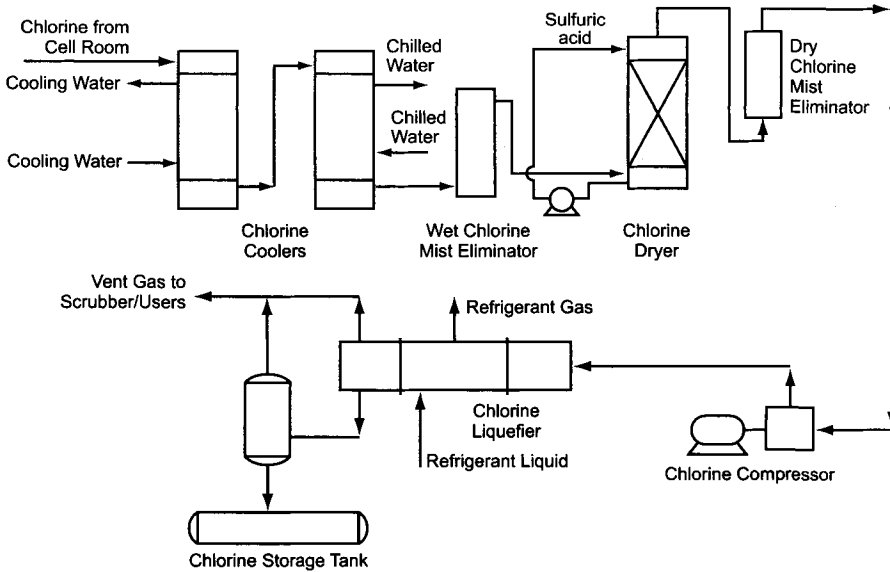 Chlorine from
Cell Room
Cooling Water
Cooling Water
Chilled
Water
Chilled
Water
Sulfuric
acid
Dry
Chlorine
Mist
Eliminator
Chlorine
Coolers
Wet Chlorine
Mist Eliminator
Chlorine
Dryer
Vent Gas to
Scrubber/Users
Refrigerant Gas
Chlorine
Liquefier
Refrigerant Liquid
Chlorine Compressor
Chlorine Storage Tank